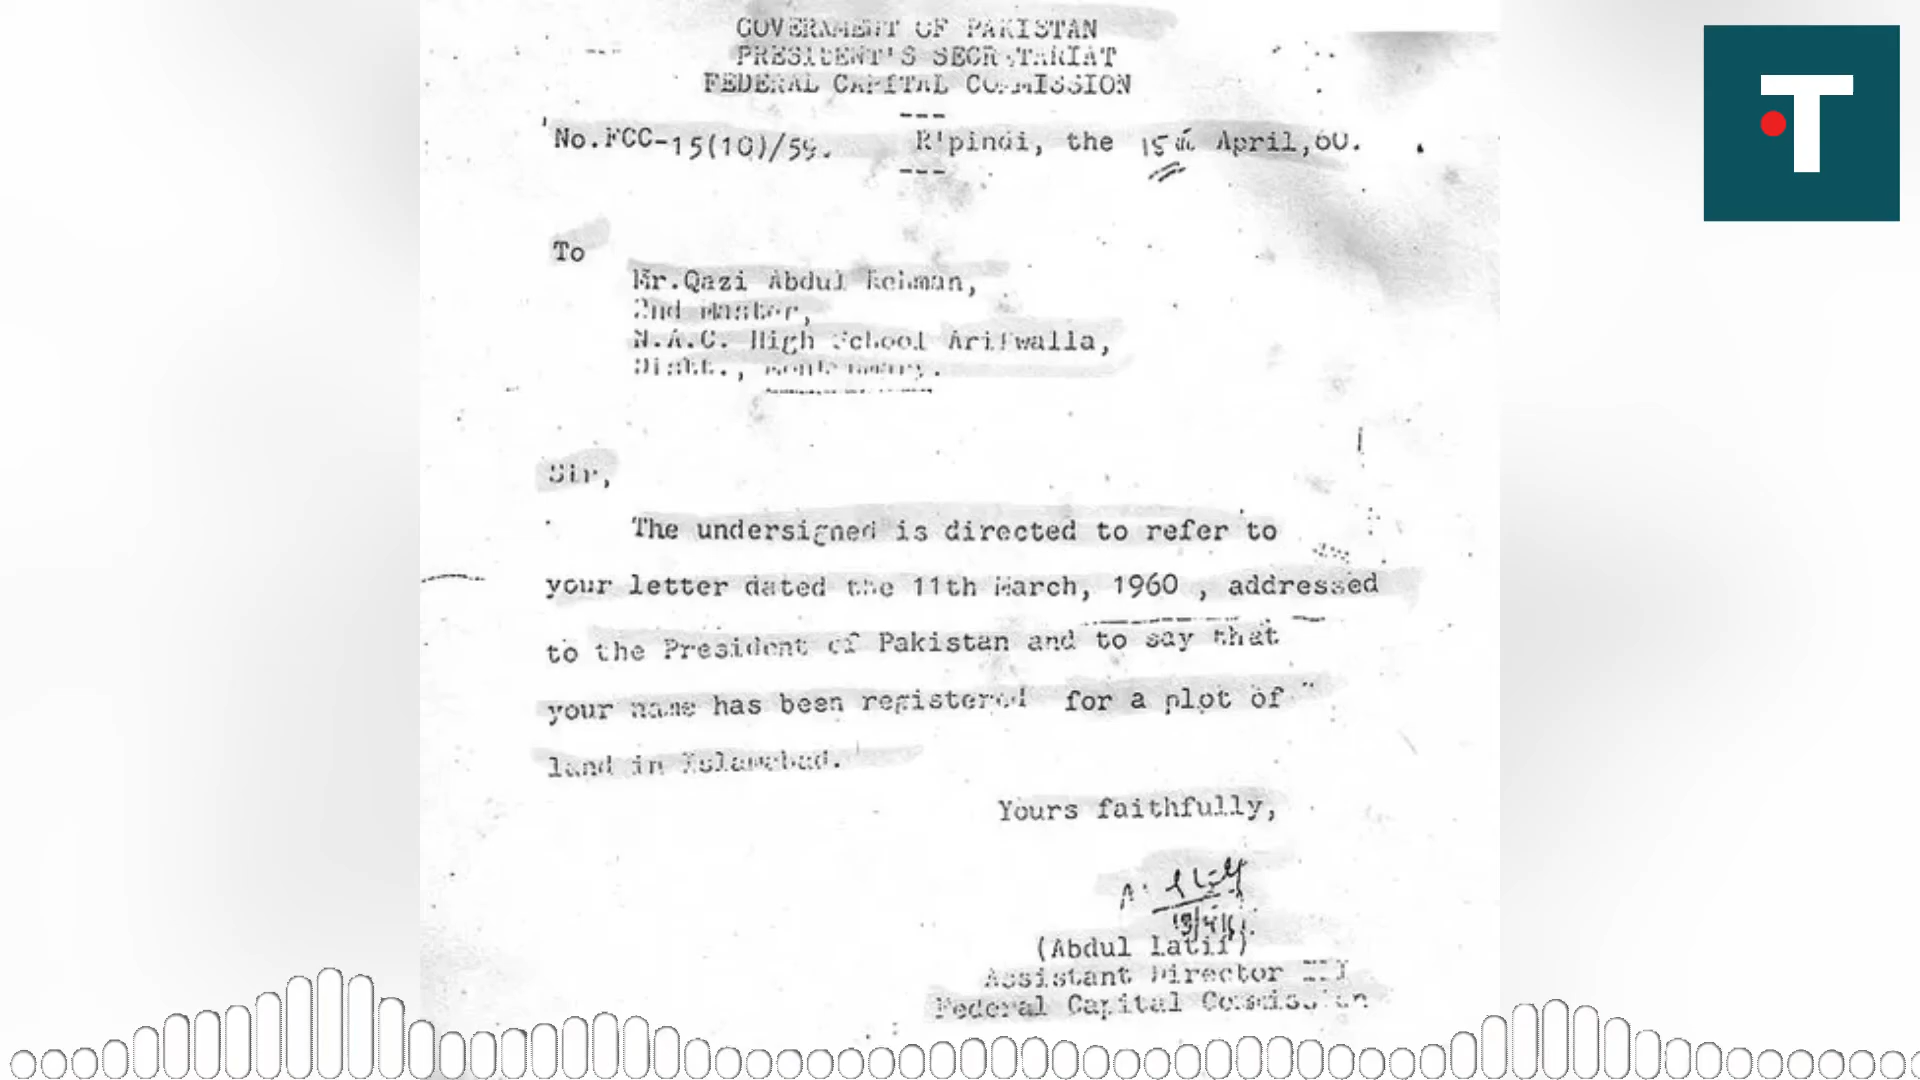 GOVERNMENT OF PAKISTAN
PRESIDENT'S SECRETARIAT
FEDERAL CAPITAL COMMISSION
No.FCC-15(10)/59. R'pindi, the 15th April,60.
To
Mr.Qazi Abdul Rehman,
2nd Master,
N.A.C. High School Arifwalla,
Distt., Montgomery.
Sir,
The undersigned is directed to refer to
your letter dated the 11th March, 1960 , addressed
to the President of Pakistan and to say that
your name has been registered for a plot of
land in Islamabad.
Yours faithfully,
(Abdul Latif)
Assistant Director III
Federal Capital Commission
T